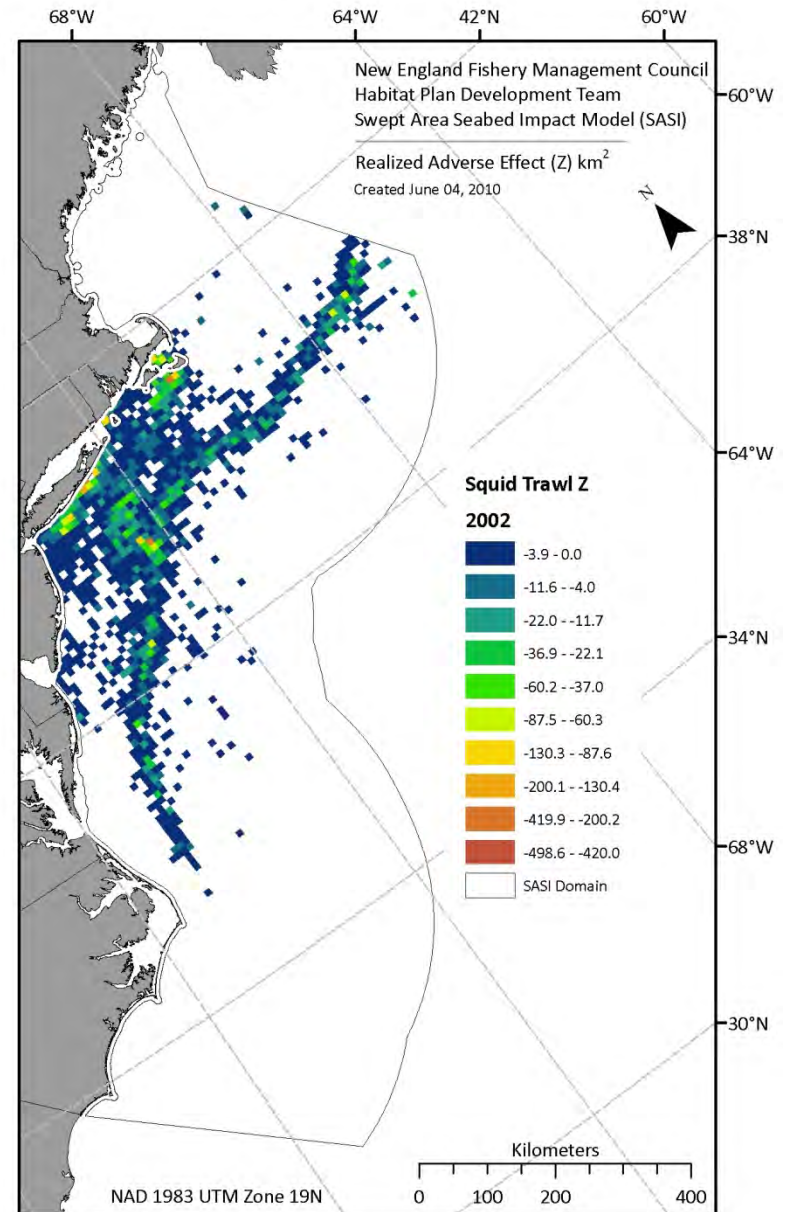 68°W 64°W 42°N 60°W
New England Fishery Management Council
Habitat Plan Development Team
Swept Area Seabed Impact Model (SASI)
Realized Adverse Effect (Z) km²
Created June 04, 2010
N
60°W
38°N
64°W
34°N
68°W
30°N
Squid Trawl Z
2002
-3.9 - 0.0
-11.6 - -4.0
-22.0 - -11.7
-36.9 - -22.1
-60.2 - -37.0
-87.5 - -60.3
-130.3 - -87.6
-200.1 - -130.4
-419.9 - -200.2
-498.6 - -420.0
SASI Domain
Kilometers
0 100 200 400
NAD 1983 UTM Zone 19N